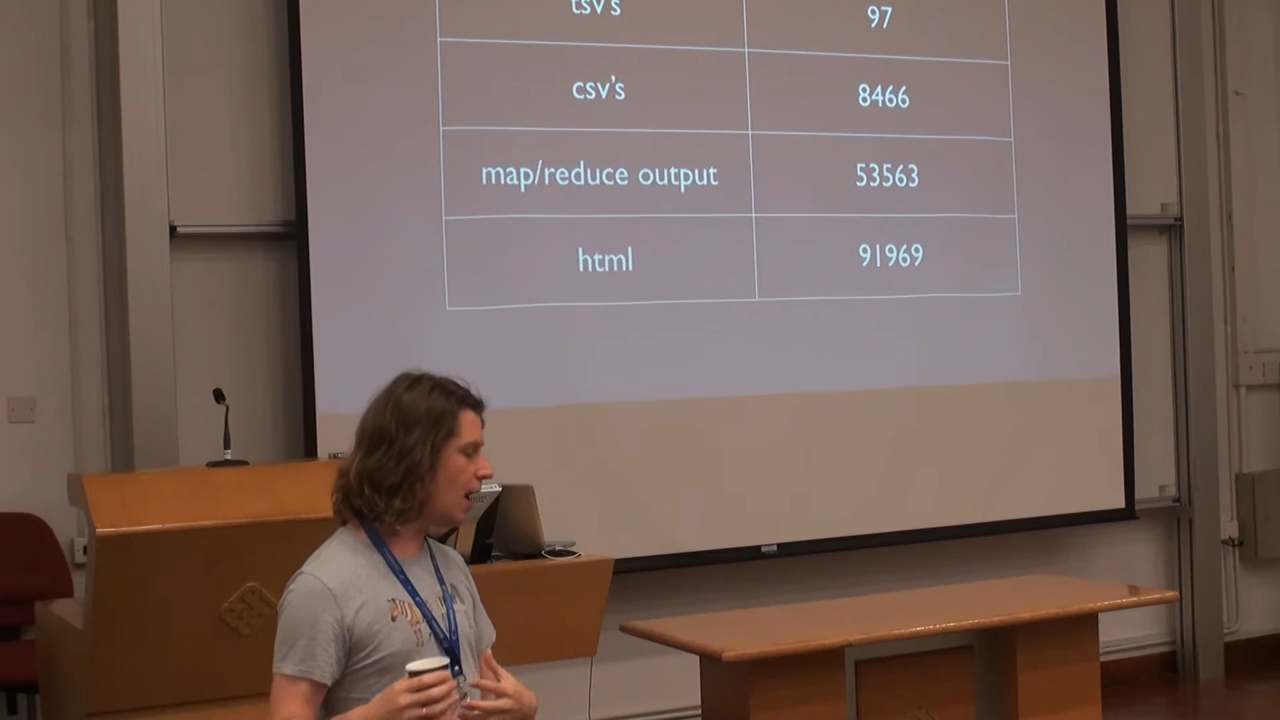 tsv's 97
csv's 8466
map/reduce output 53563
html 91969